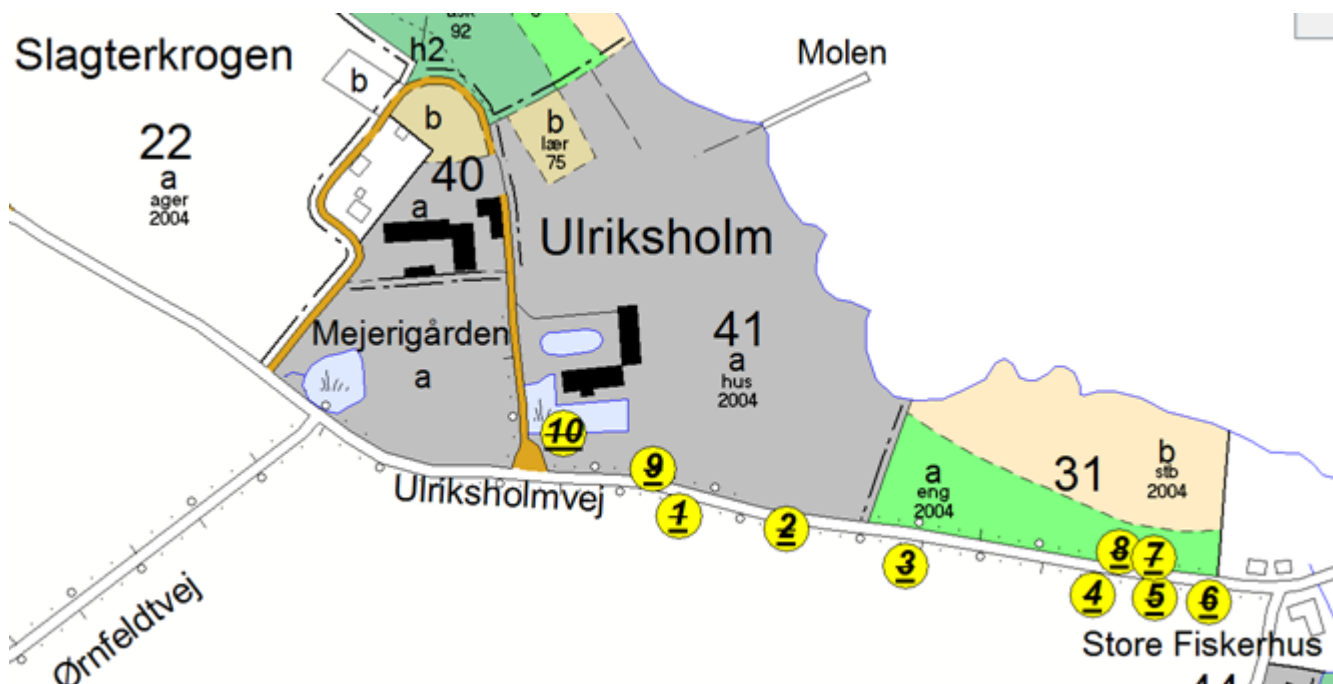 92
h2
Slagterkrogen
b
Molen
b
b
lær
75
22
a
ager
2004
40
a
Ulriksholm
Mejerigården
a
41
a
hus
2004
10
9
1
2
3
a
eng
2004
31
b
stb
2004
8
7
4
5
6
Ulriksholmvej
Ørnfeldtvej
Store Fiskerhus